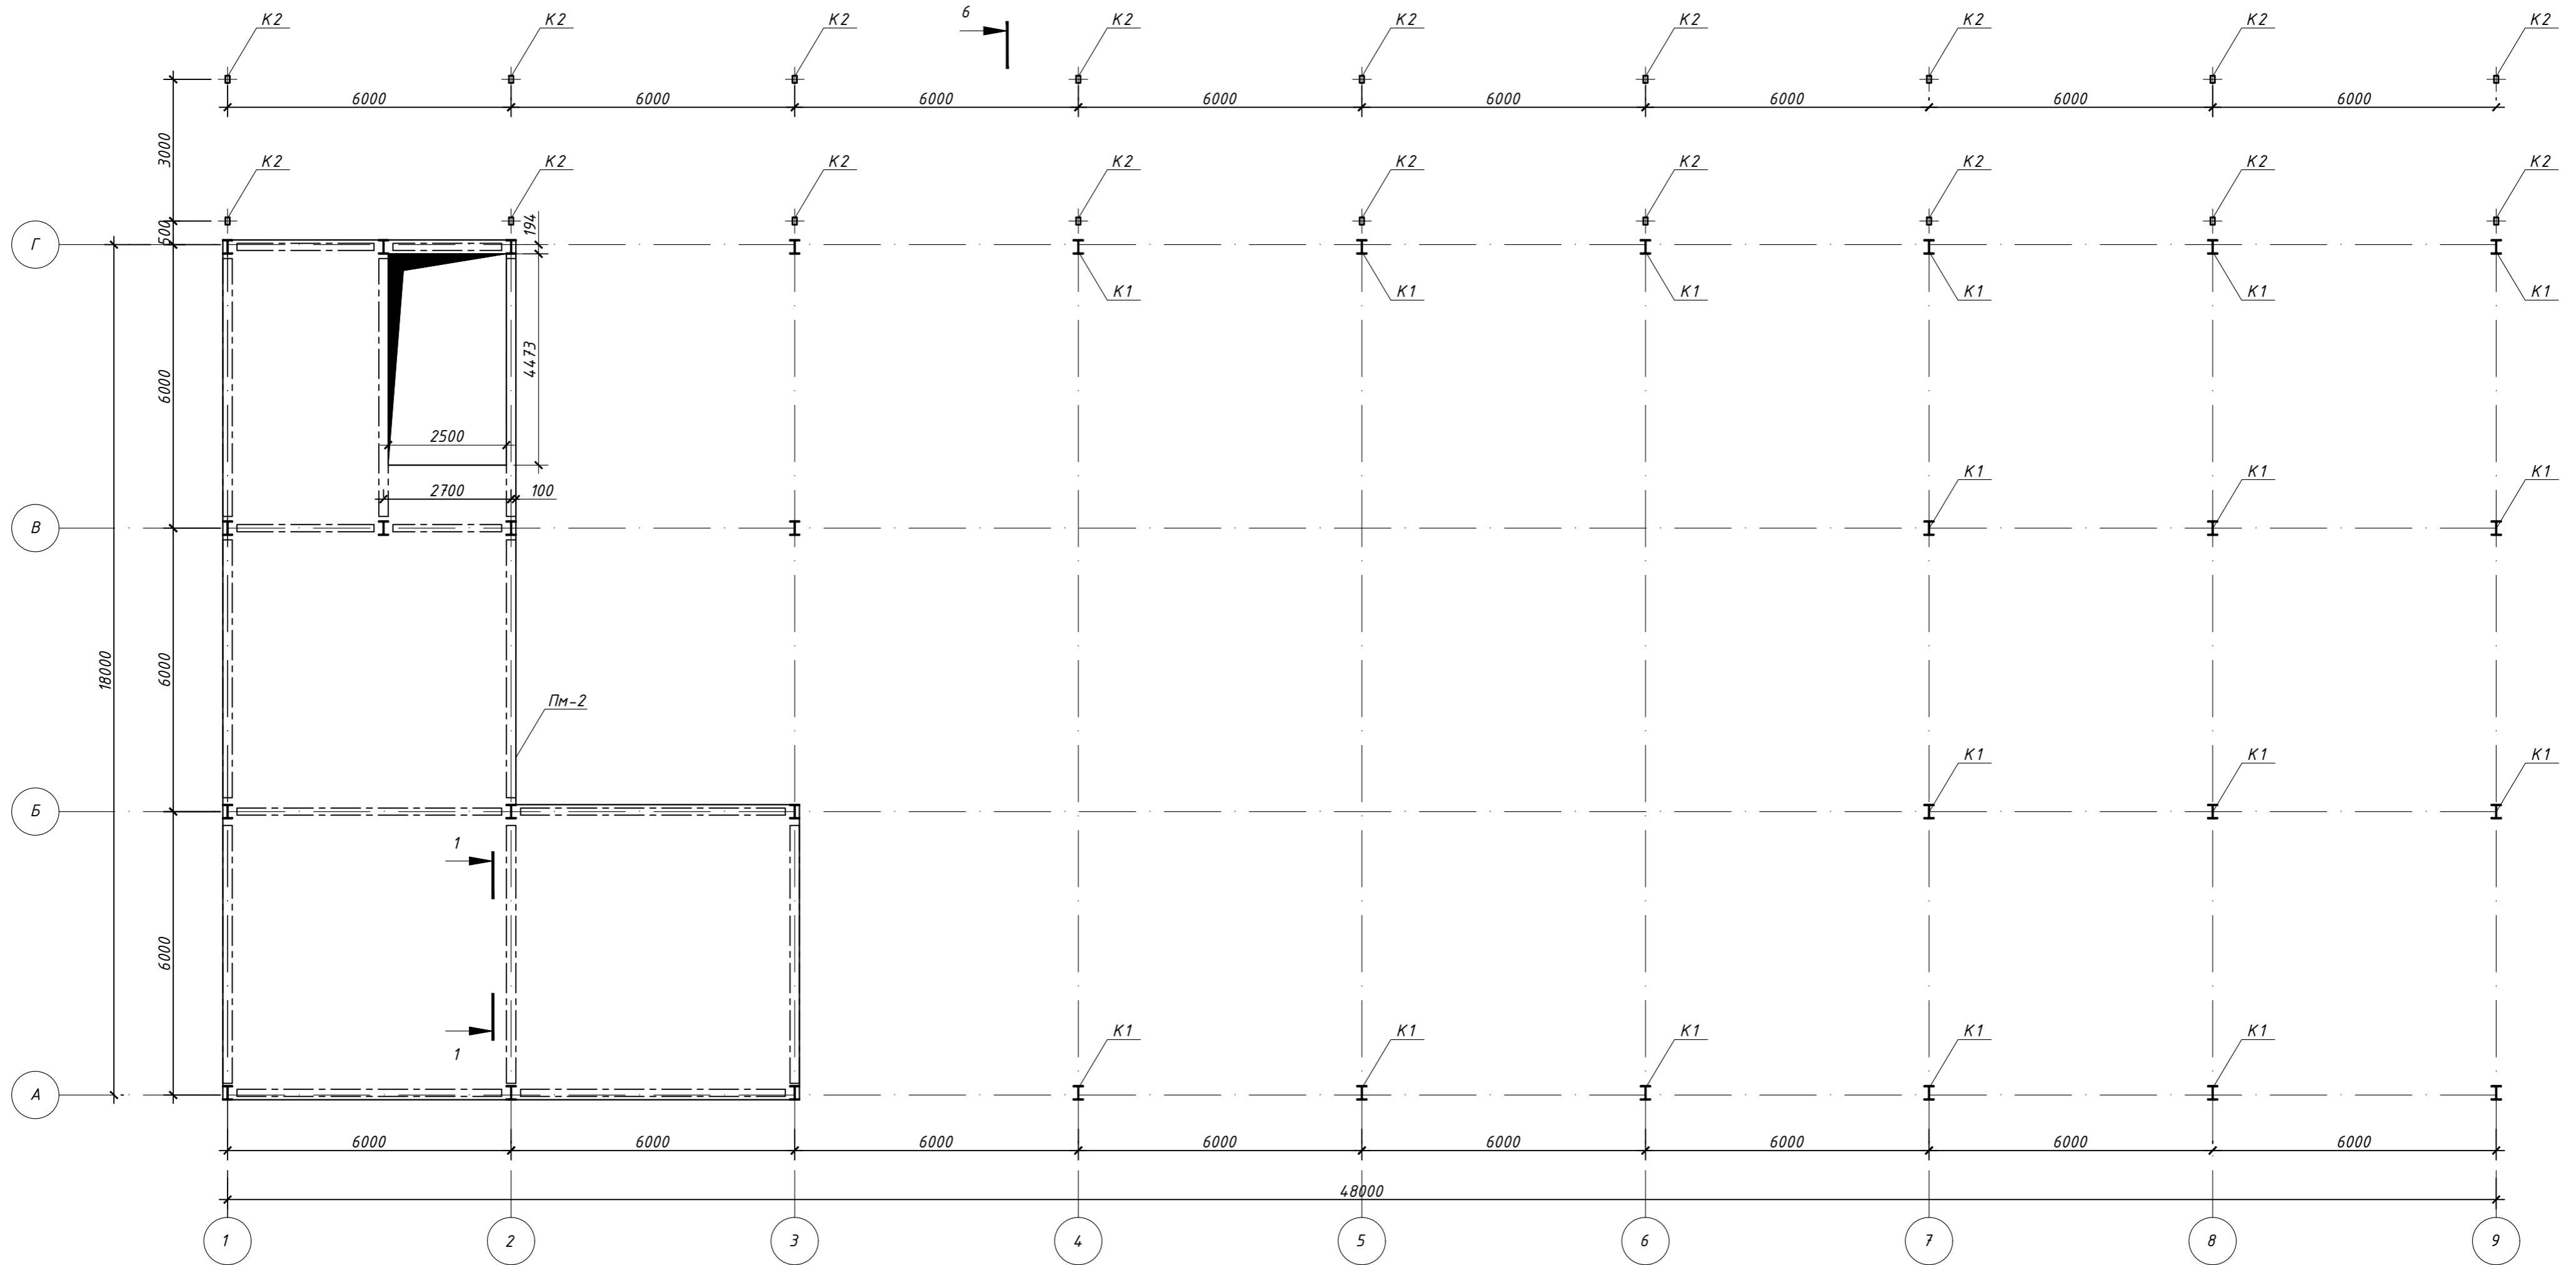 К2 К2 К2 6 К2 К2 К2 К2 К2 К2
6000 6000 6000 6000 6000 6000 6000 6000
3000
К2 К2 К2 К2 К2 К2 К2 К2 К2
500 194
Г
К1 К1 К1 К1 К1 К1
6000 4473
2500
К1 К1 К1
2700 100
В
18000 6000
Пм-2
К1 К1 К1
Б
1
6000
К1 К1 К1 К1 К1
1
А
6000 6000 6000 6000 6000 6000 6000 6000
48000
1 2 3 4 5 6 7 8 9